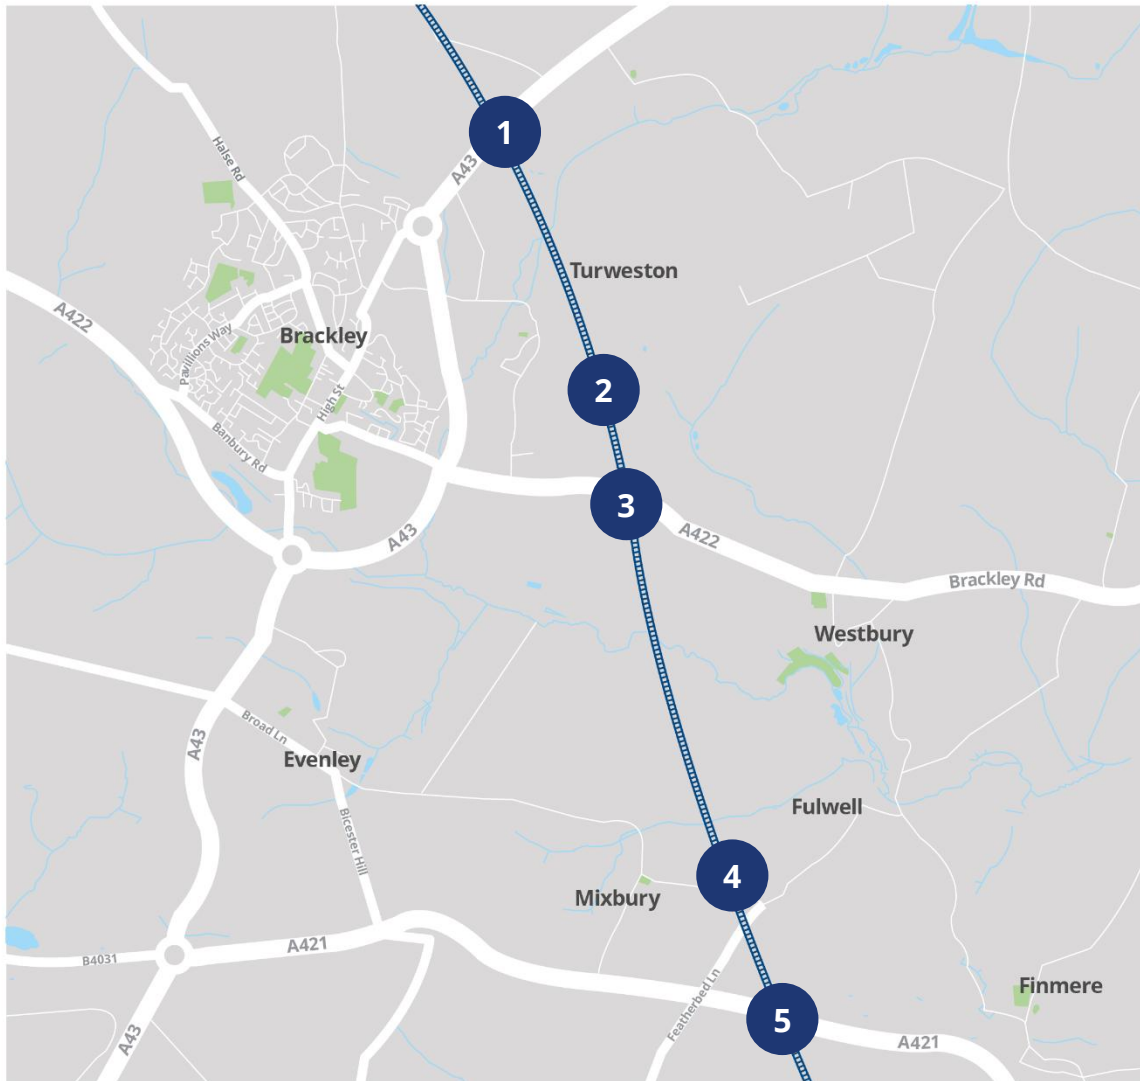 1
A43
Halse Rd
Turweston
A422
Brackley
Pavillions Way
2
High St
Banbury Rd
3
A43
A422
Brackley Rd
Westbury
Broad Ln
A43
Evenley
Fulwell
Bicester Hill
4
Mixbury
A421
B4031
Featherbed Ln
Finmere
5
A43
A421